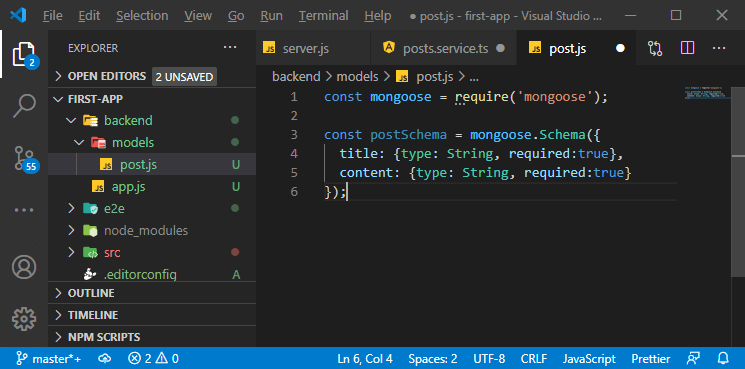 File Edit Selection View Go Run Terminal Help ● post.js - first-app - Visual Studio ...
EXPLORER ...
OPEN EDITORS 2 UNSAVED
FIRST-APP
backend
models
post.js U
JS app.js U
e2e
node_modules
src
.editorconfig A
OUTLINE
TIMELINE
NPM SCRIPTS
2
55
JS server.js
posts.service.ts
JS post.js
backend > models > JS post.js > ...
1 const mongoose = require('mongoose');
2
3 const postSchema = mongoose.Schema({
4 title: {type: String, required:true},
5 content: {type: String, required:true}
6 });
master*+ 2 0 Ln 6, Col 4 Spaces: 2 UTF-8 CRLF JavaScript Prettier